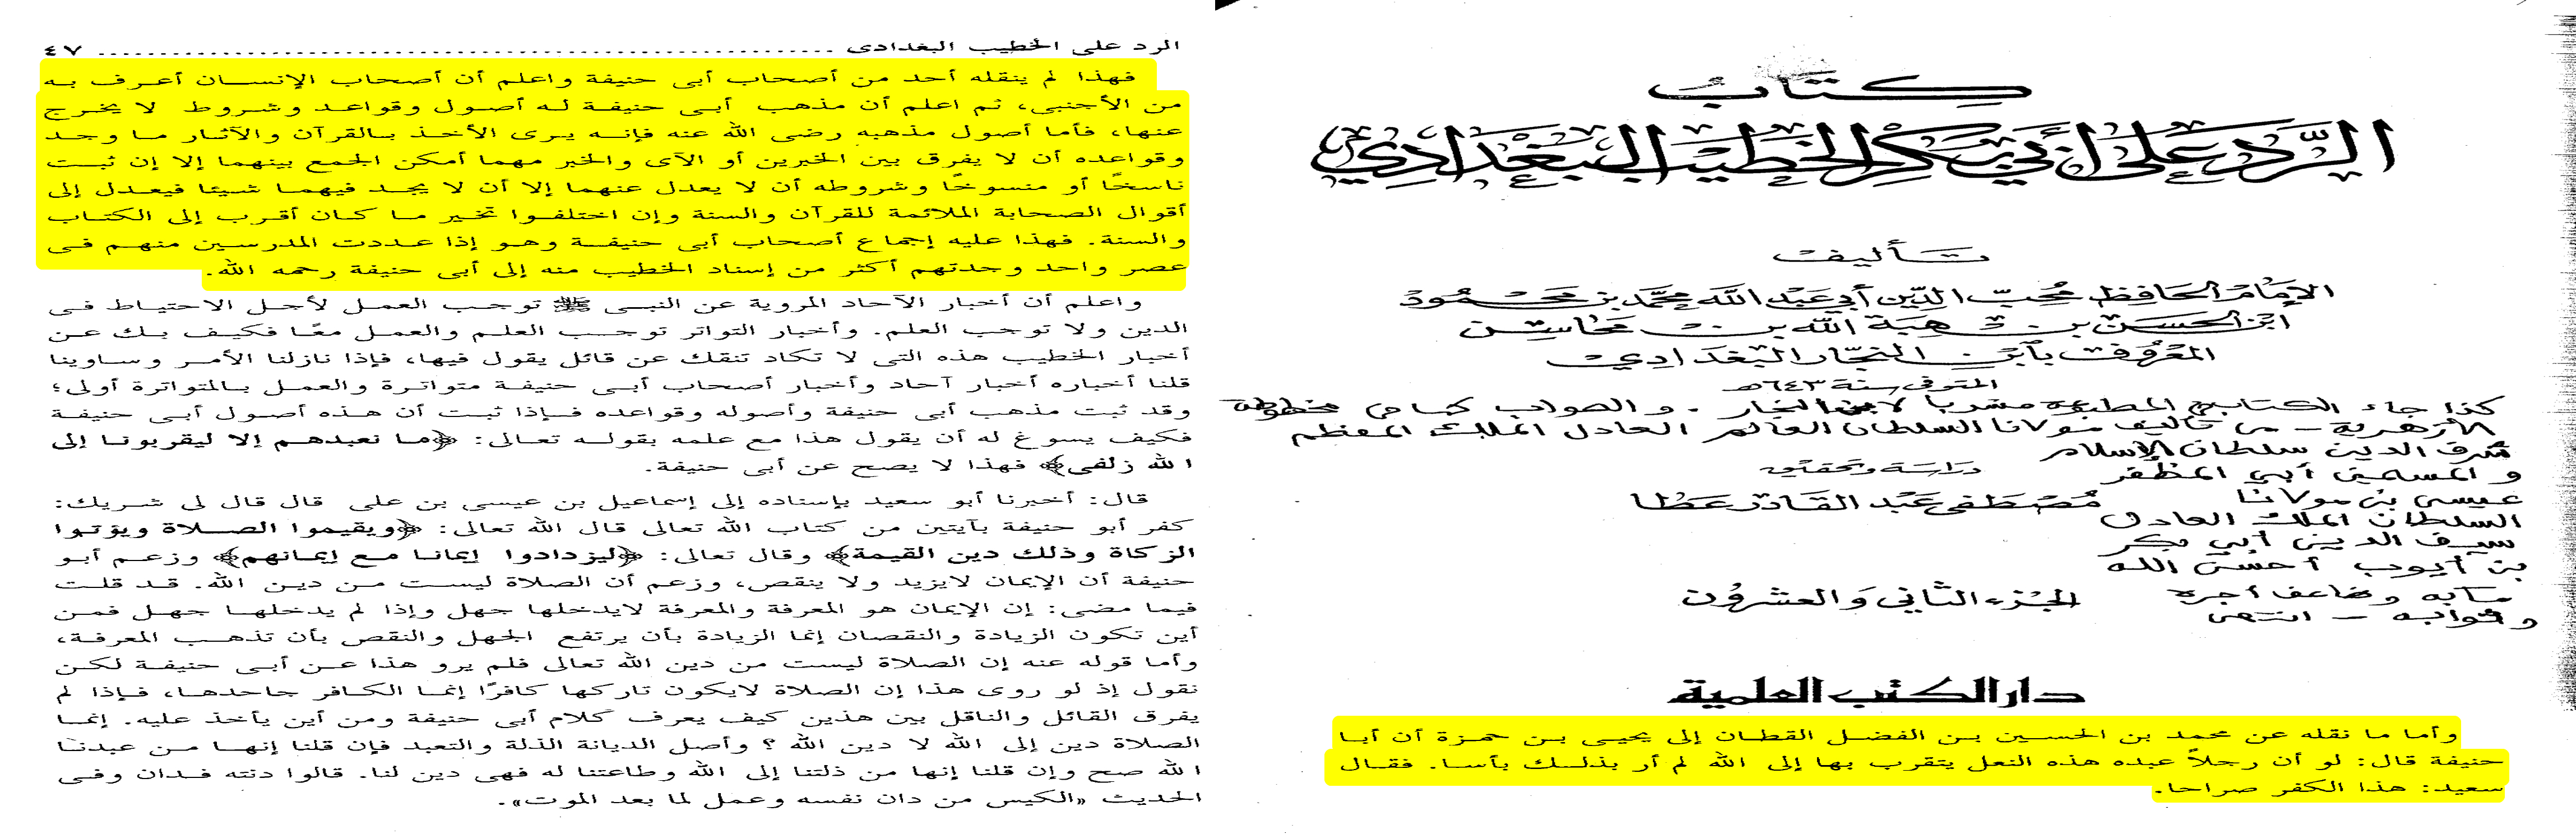 كتاب
الرد على أبي بكر الخطيب البغدادي
تأليف
الإمام الحافظ محب الدين أبي عبد الله محمد بن محمود
ابن الحسن بن هبة الله بن محاسن
المعروف بابن النجار البغدادي
المتوفى سنة ٦٤٣هـ
كذا جاء الكتاب المطبوع منسوبا لابن النجار . والصواب كما في مخطوطة
الأزهرية - من تأليف مولانا السلطان العالم العادل الملك المعظم
شرف الدين سلطان الإسلام
والمسلمين أبي المظفر
عيسى بن مولانا
السلطان الملك العادل
سيف الدين أبي بكر
بن أيوب أحسن الله
مآبه وضاعف أجره
وثوابه - انتهى
دراسة وتحقيق
مصطفى عبد القادر عطا
الجزء الثاني والعشرون
دار الكتب العلمية
وأما ما نقله عن محمد بن الحسين بن الفضل القطان إلى يحيى بن حمزة أن أبا
حنيفة قال: لو أن رجلاً عبده هذه النعل يتقرب بها إلى الله لم أر بذلك بأسا. فقال
سعيد: هذا الكفر صراحا.
الرد على الخطيب البغدادى ........................................ ٤٧
فهذا لم ينقله أحد من أصحاب أبى حنيفة واعلم أن أصحاب الإنسان أعرف به
من الأجنبى، ثم اعلم أن مذهب أبى حنيفة له أصول وقواعد وشروط لا يخرج
عنها، فأما أصول مذهبه رضى الله عنه فإنه يرى الأخذ بالقرآن والآثار ما وجد
وقواعده أن لا يفرق بين الخبرين أو الآى والخبر مهما أمكن الجمع بينهما إلا إن ثبت
ناسخًا أو منسوخًا وشروطه أن لا يعدل عنهما إلا أن لا يجد فيهما شيئا فيعدل إلى
أقوال الصحابة الملائمة للقرآن والسنة وإن اختلفوا تخير ما كان أقرب إلى الكتاب
والسنة. فهذا عليه إجماع أصحاب أبى حنيفة وهو إذا عددت المدرسين منهم فى
عصر واحد وجدتهم أكثر من إسناد الخطيب منه إلى أبى حنيفة رحمه الله.
واعلم أن أخبار الآحاد المروية عن النبى ﷺ توجب العمل لأجل الاحتياط فى
الدين ولا توجب العلم. وأخبار التواتر توجب العلم والعمل معًا فكيف بك عن
أخبار الخطيب هذه التى لا تكاد تنفك عن قائل يقول فيها، فإذا نازلنا الأمر وساوينا
قلنا أخباره أخبار آحاد وأخبار أصحاب أبى حنيفة متواترة والعمل بالمتواترة أولى؛
وقد ثبت مذهب أبى حنيفة وأصوله وقواعده فإذا ثبت أن هذه أصول أبى حنيفة
فكيف يسوغ له أن يقول هذا مع علمه بقوله تعالى: ﴿ما نعبدهم إلا ليقربونا إلى
الله زلفى﴾ فهذا لا يصح عن أبى حنيفة.
قال: أخبرنا أبو سعيد بإسناده إلى إسماعيل بن عيسى بن على قال قال لى شريك:
كفر أبو حنيفة بآيتين من كتاب الله تعالى قال الله تعالى: ﴿ويقيموا الصلاة ويؤتوا
الزكاة وذلك دين القيمة﴾ وقال تعالى: ﴿ليزدادوا إيمانا مع إيمانهم﴾ وزعم أبو
حنيفة أن الإيمان لايزيد ولا ينقص، وزعم أن الصلاة ليست من دين الله. قد قلت
فيما مضى: إن الإيمان هو المعرفة والمعرفة لايدخلها جهل وإذا لم يدخلها جهل فمن
أين تكون الزيادة والنقصان إنما الزيادة بأن يرتفع الجهل والنقص بأن تذهب المعرفة،
وأما قوله عنه إن الصلاة ليست من دين الله تعالى فلم يرو هذا عن أبى حنيفة لكن
نقول إذ لو روى هذا إن الصلاة لايكون تاركها كافرًا إنما الكافر جاحدها، فإذا لم
يفرق القائل والناقل بين هذين كيف يعرف كلام أبى حنيفة ومن أين يأخذ عليه. إنما
الصلاة دين إلى الله لا دين الله ؟ وأصل الديانة الذلة والتعبد فإن قلنا إنها من عبدنا
الله صح وإن قلنا إنها من ذلتنا إلى الله وطاعتنا له فهى دين لنا. قالوا دنته فدان وفى
الحديث «الكيس من دان نفسه وعمل لما بعد الموت».